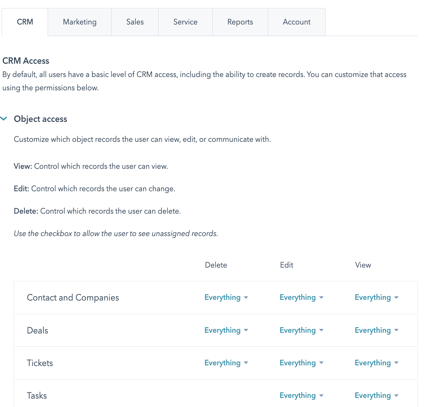 CRM Marketing Sales Service Reports Account
CRM Access
By default, all users have a basic level of CRM access, including the ability to create records. You can customize that access
using the permissions below.
Object access
Customize which object records the user can view, edit, or communicate with.
View: Control which records the user can view.
Edit: Control which records the user can change.
Delete: Control which records the user can delete.
Use the checkbox to allow the user to see unassigned records.
Delete Edit View
Contact and Companies Everything Everything Everything
Deals Everything Everything Everything
Tickets Everything Everything Everything
Tasks Everything Everything